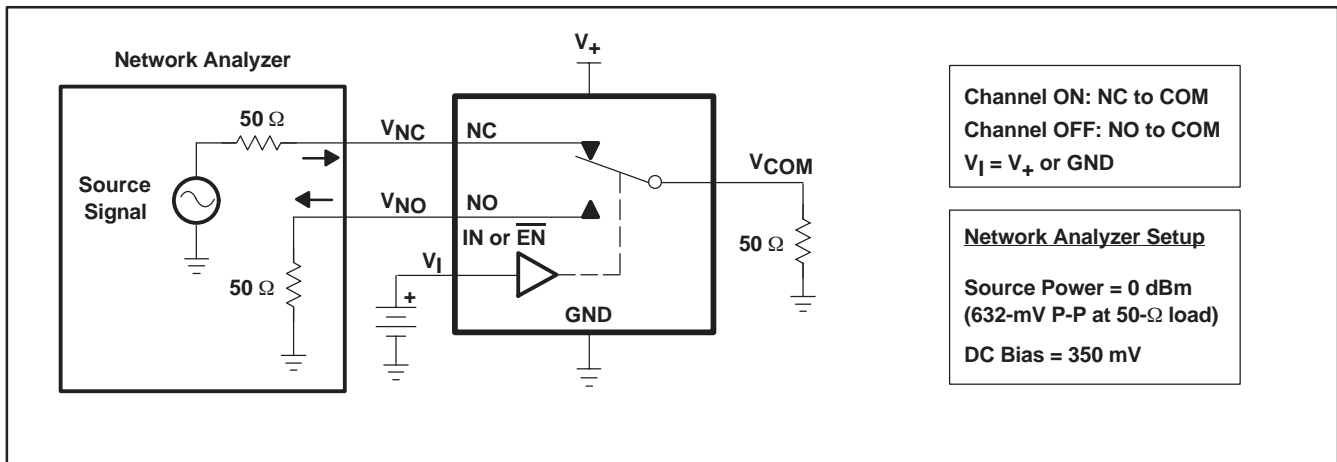 Network Analyzer
50 Ω
Source
Signal
50 Ω
VNC
VNO
V+
NC
NO
IN or E̅N̅
VI
+
GND
VCOM
50 Ω
Channel ON: NC to COM
Channel OFF: NO to COM
VI = V+ or GND
Network Analyzer Setup
Source Power = 0 dBm
(632-mV P-P at 50-Ω load)
DC Bias = 350 mV